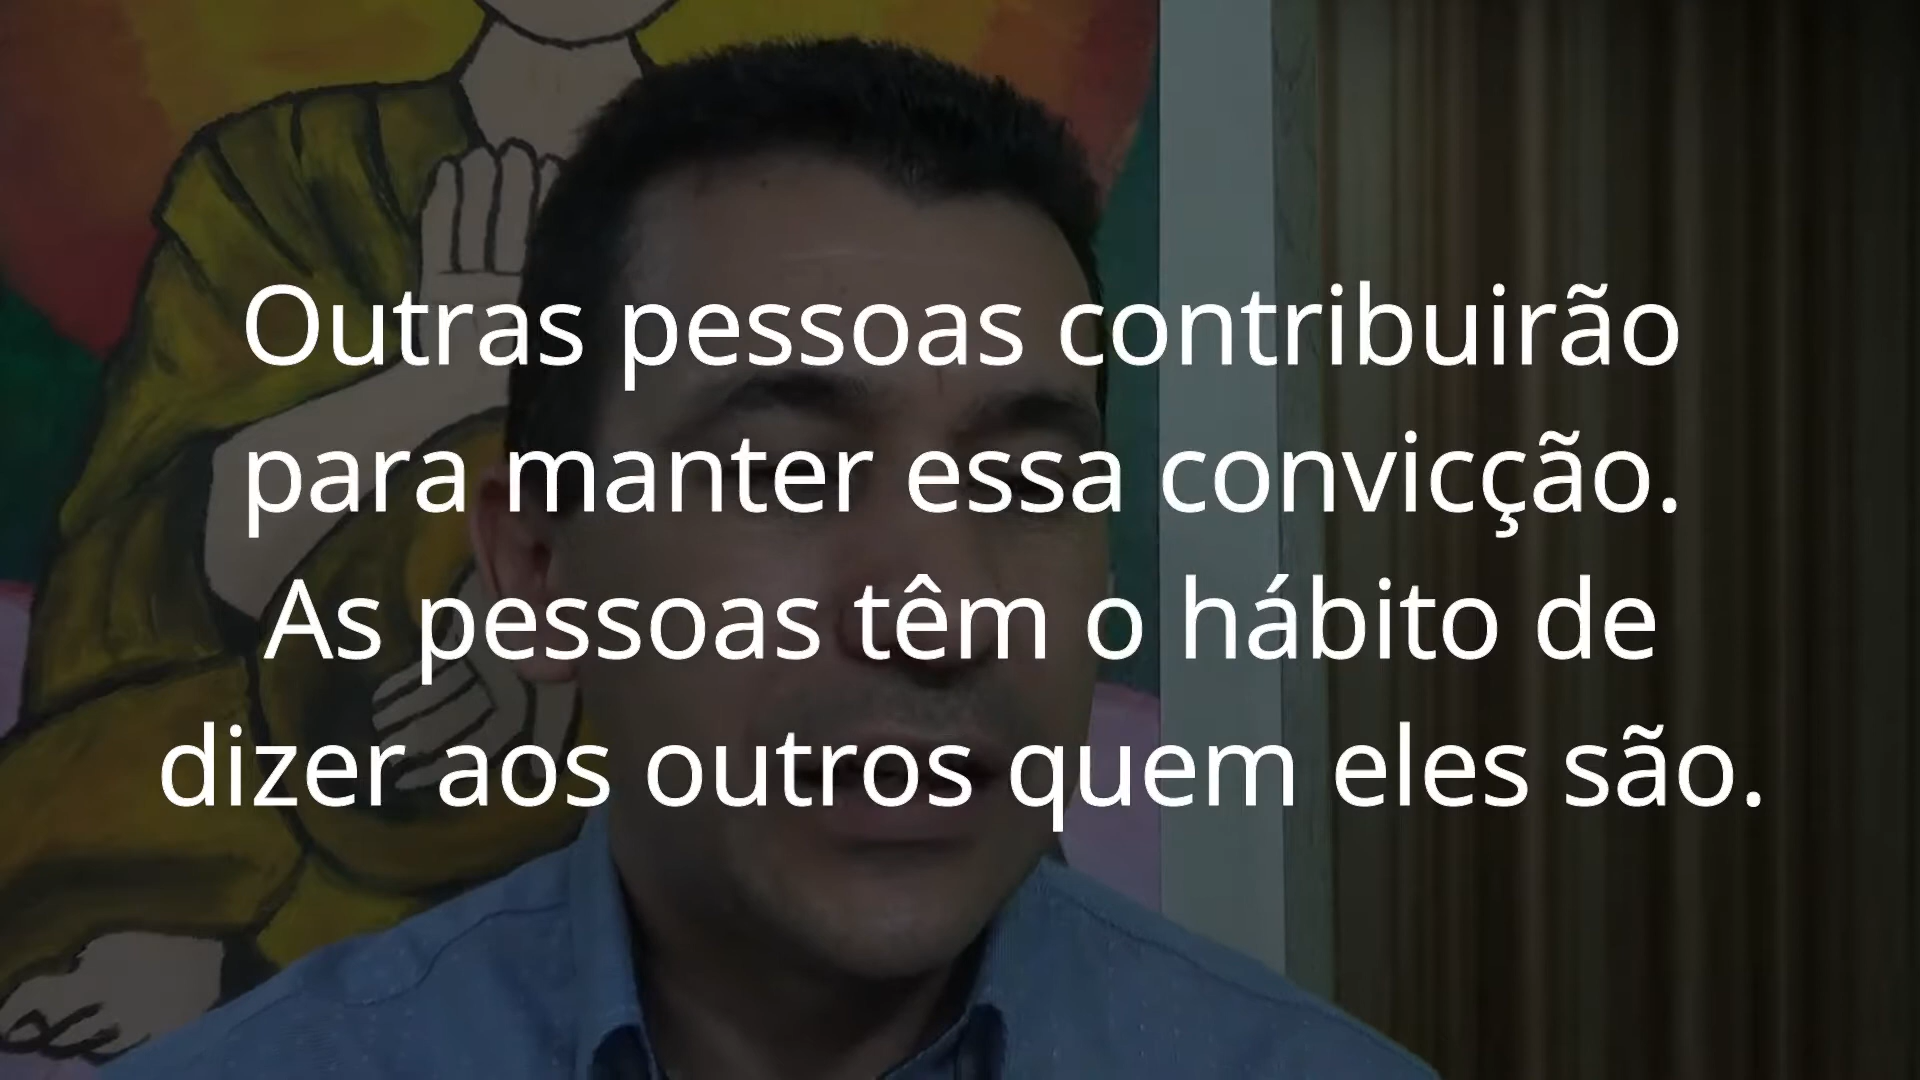 Outras pessoas contribuirão
para manter essa convicção.
As pessoas têm o hábito de
dizer aos outros quem eles são.